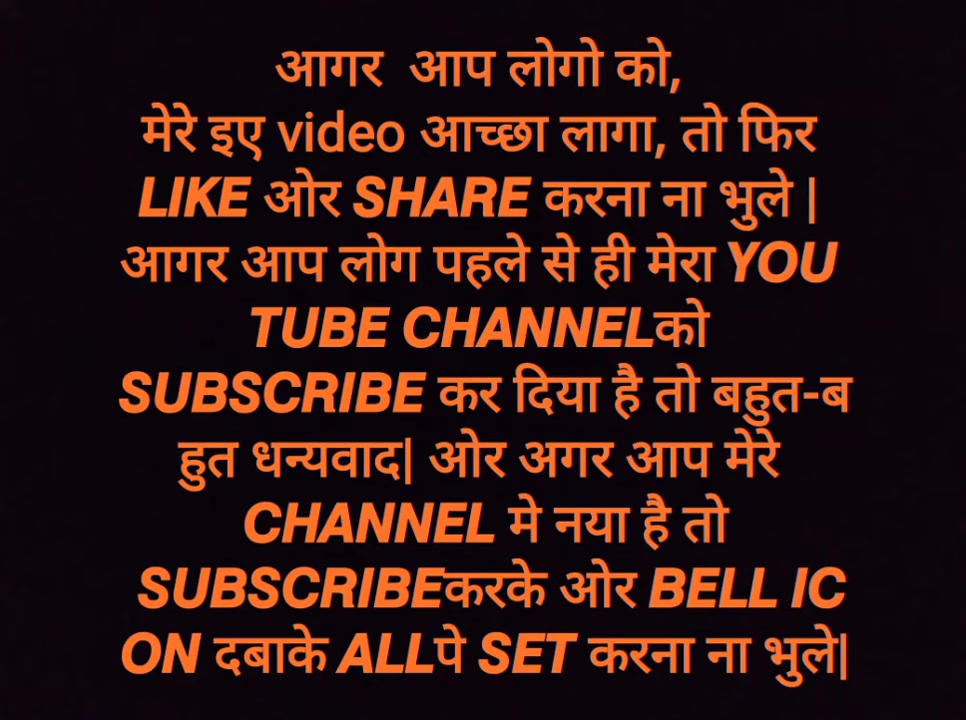 आगर आप लोगो को,
मेरे इए video आच्छा लागा, तो फिर
LIKE ओर SHARE करना ना भुले |
आगर आप लोग पहले से ही मेरा YOU
TUBE CHANNELको
SUBSCRIBE कर दिया है तो बहुत-ब
हुत धन्यवाद| ओर अगर आप मेरे
CHANNEL मे नया है तो
SUBSCRIBEकरके ओर BELL IC
ON दबाके ALLपे SET करना ना भुले|